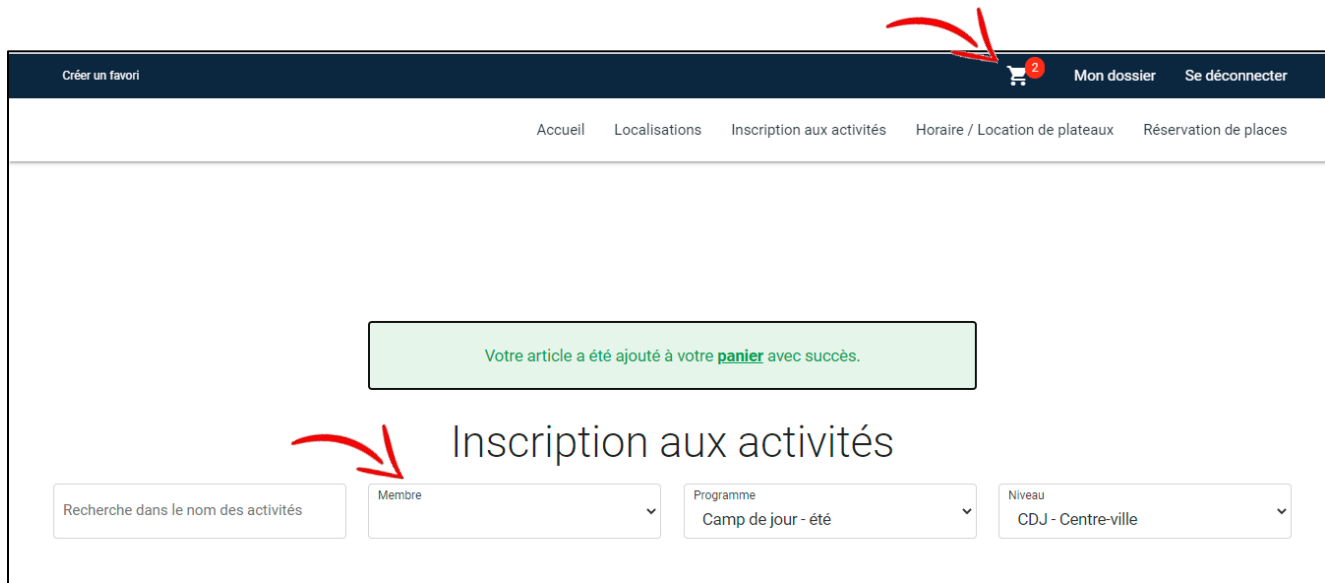 Créer un favori
2
Mon dossier
Se déconnecter
Accueil
Localisations
Inscription aux activités
Horaire / Location de plateaux
Réservation de places
Votre article a été ajouté à votre panier avec succès.
Inscription aux activités
Recherche dans le nom des activités
Membre
Programme
Camp de jour - été
Niveau
CDJ - Centre-ville